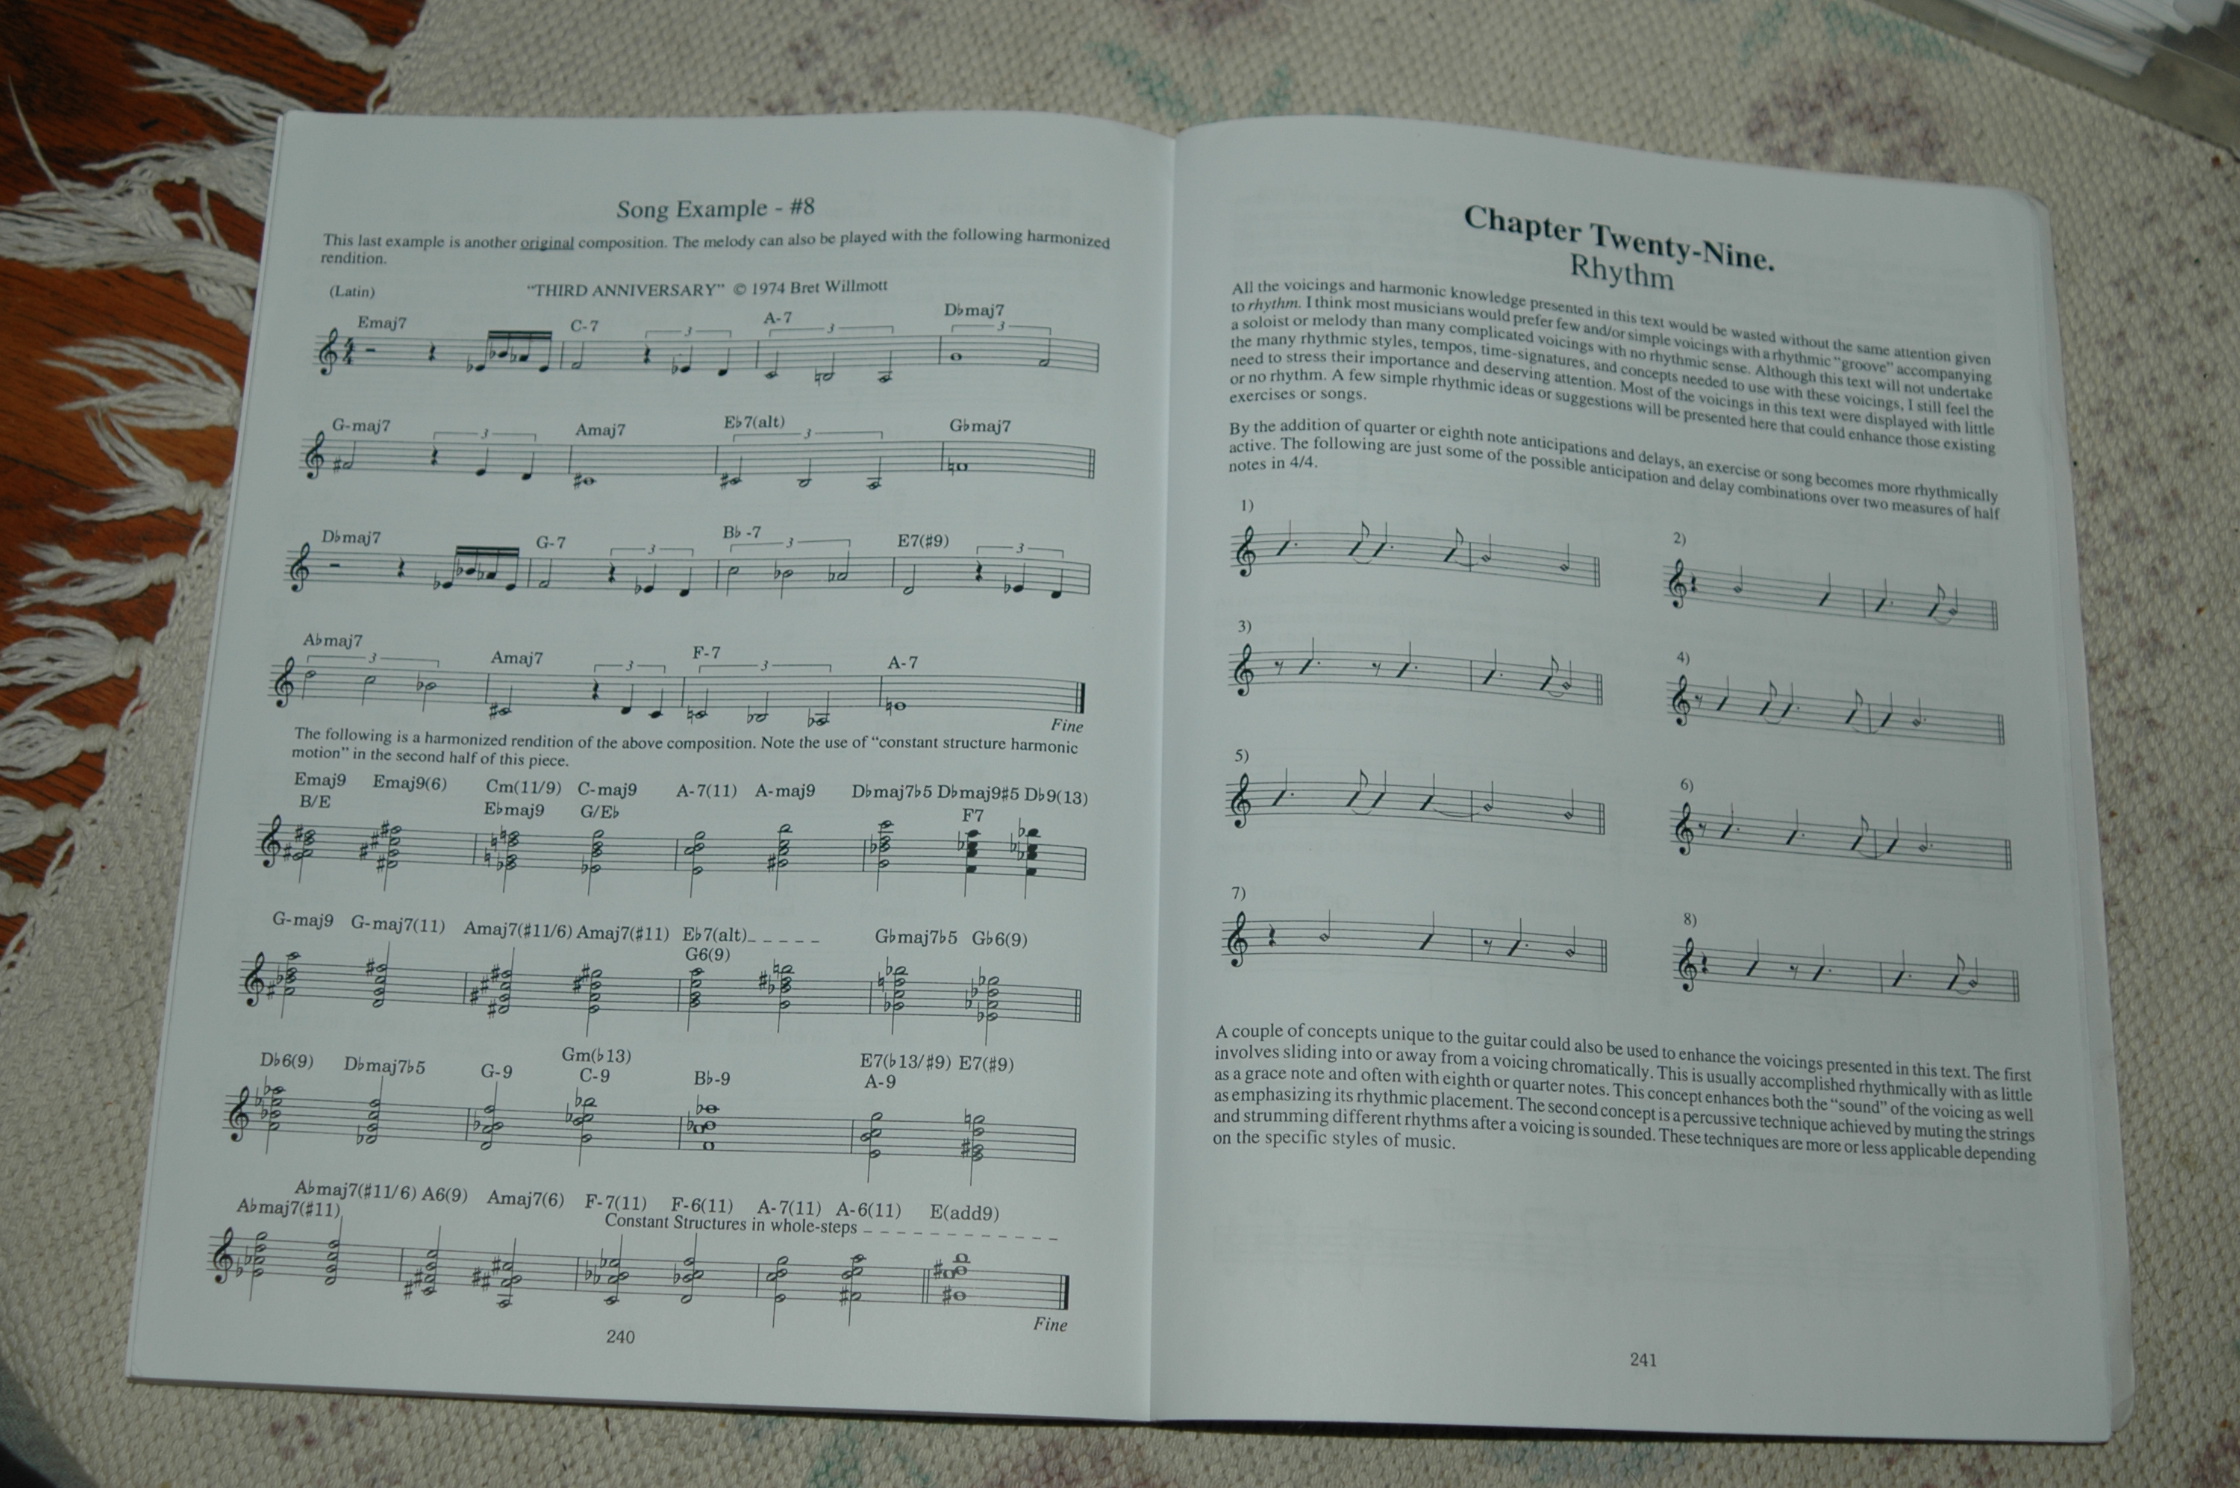 Song Example - #8
This last example is another original composition. The melody can also be played with the following harmonized
rendition.
(Latin) "THIRD ANNIVERSARY" © 1974 Bret Willmott
Emaj7 C-7 A-7 D♭maj7
3 3 3
G-maj7 Amaj7 E♭7(alt) G♭maj7
3 3
D♭maj7 G-7 B♭-7 E7(♯9)
3 3 3
A♭maj7 Amaj7 F-7 A-7
3 3 3
Fine
The following is a harmonized rendition of the above composition. Note the use of "constant structure harmonic
motion" in the second half of this piece.
Emaj9 Emaj9(6) Cm(11/9) C-maj9 A-7(11) A-maj9 D♭maj7♭5 D♭maj9♯5 D♭9(13)
B/E E♭maj9 G/E♭ F7
G-maj9 G-maj7(11) Amaj7(♯11/6) Amaj7(♯11) E♭7(alt)_ _ _ _ _ G♭maj7♭5 G♭6(9)
G6(9)
D♭6(9) D♭maj7♭5 G-9 Gm(♭13) B♭-9 E7(♭13/♯9) E7(♯9)
C-9 A-9
A♭maj7(♯11/6) A6(9) Amaj7(6) F-7(11) F-6(11) A-7(11) A-6(11) E(add9)
A♭maj7(♯11) Constant Structures in whole-steps _ _ _ _ _ _ _ _ _ _ _ _
Fine
240
Chapter Twenty-Nine.
Rhythm
All the voicings and harmonic knowledge presented in this text would be wasted without the same attention given
to rhythm. I think most musicians would prefer few and/or simple voicings with a rhythmic "groove" accompanying
a soloist or melody than many complicated voicings with no rhythmic sense. Although this text will not undertake
the many rhythmic styles, tempos, time-signatures, and concepts needed to use with these voicings, I still feel the
need to stress their importance and deserving attention. Most of the voicings in this text were displayed with little
or no rhythm. A few simple rhythmic ideas or suggestions will be presented here that could enhance those existing
exercises or songs.
By the addition of quarter or eighth note anticipations and delays, an exercise or song becomes more rhythmically
active. The following are just some of the possible anticipation and delay combinations over two measures of half
notes in 4/4.
1)
2)
3)
4)
5)
6)
7)
8)
A couple of concepts unique to the guitar could also be used to enhance the voicings presented in this text. The first
involves sliding into or away from a voicing chromatically. This is usually accomplished rhythmically with as little
as a grace note and often with eighth or quarter notes. This concept enhances both the "sound" of the voicing as well
as emphasizing its rhythmic placement. The second concept is a percussive technique achieved by muting the strings
and strumming different rhythms after a voicing is sounded. These techniques are more or less applicable depending
on the specific styles of music.
241